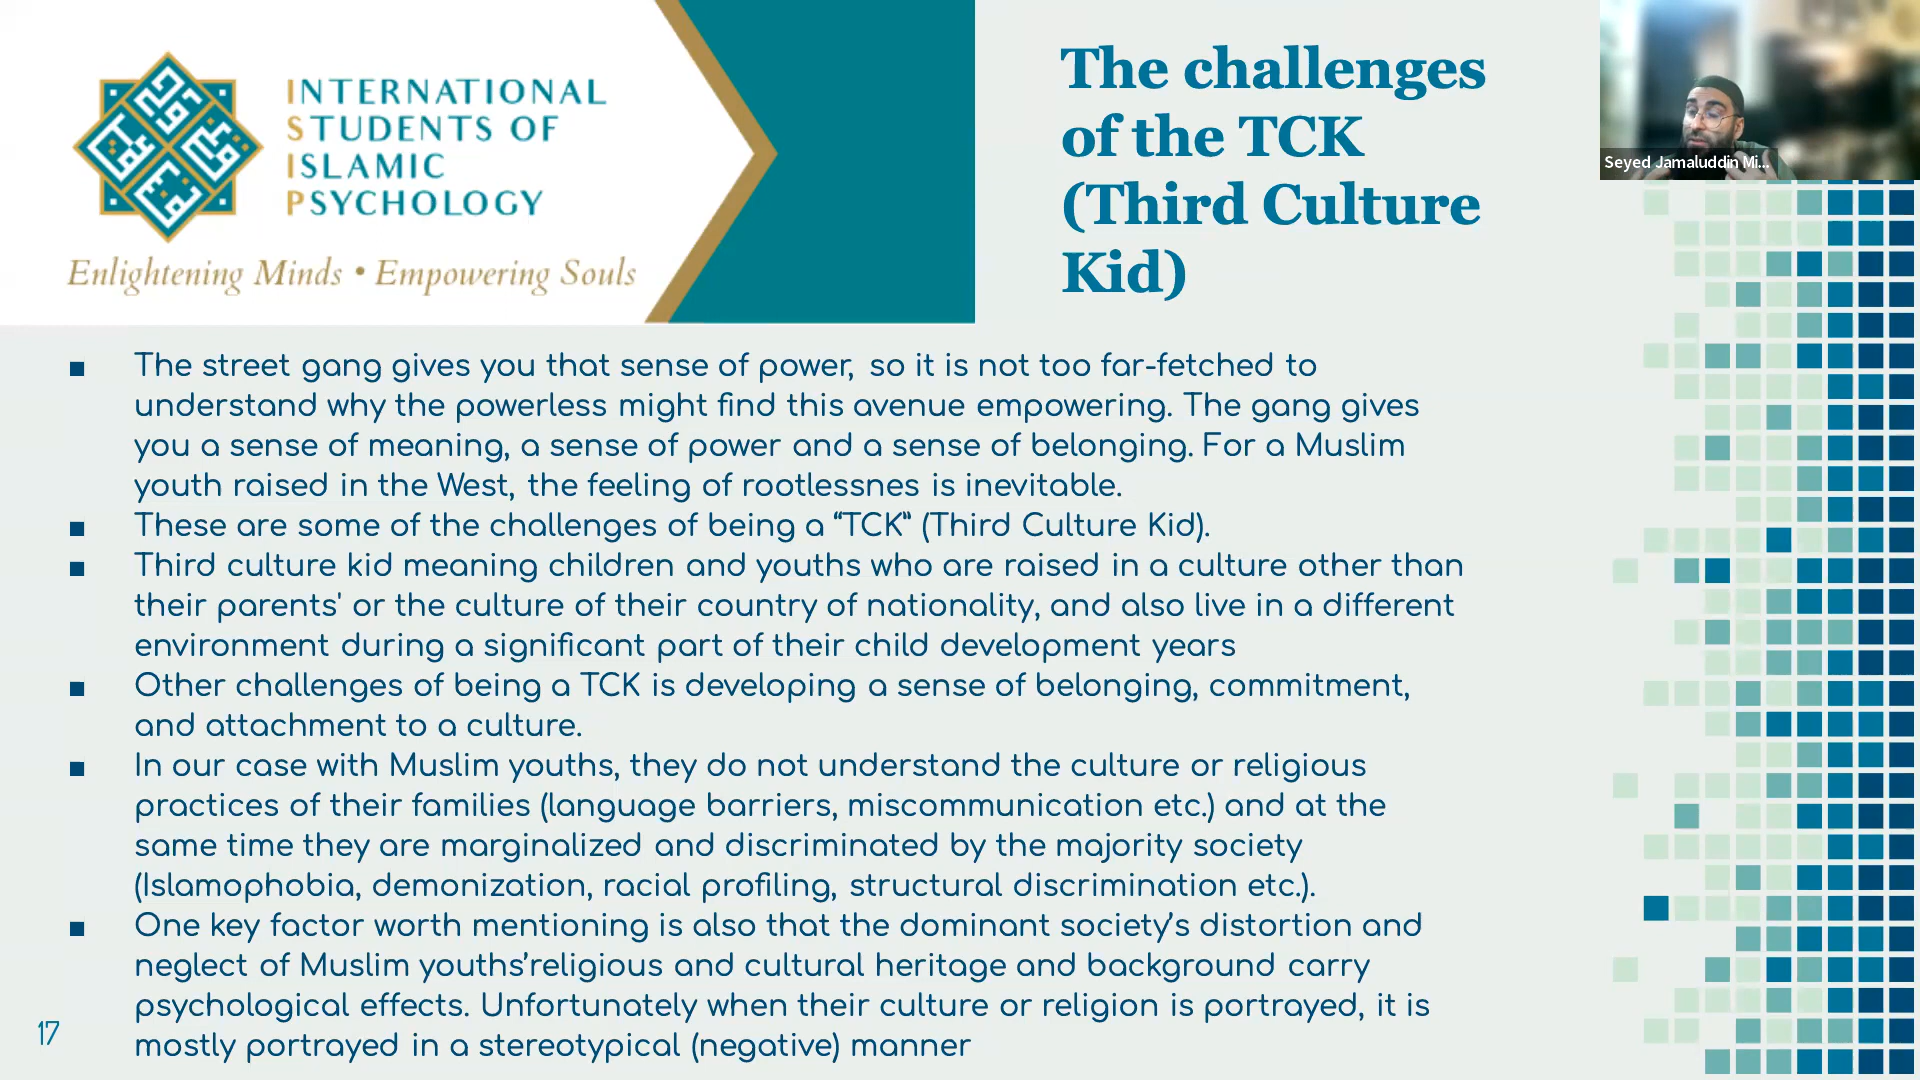 INTERNATIONAL
STUDENTS OF
ISLAMIC
PSYCHOLOGY
Enlightening Minds • Empowering Souls
The challenges
of the TCK
(Third Culture
Kid)
Seyed Jamaluddin Mi...
■ The street gang gives you that sense of power, so it is not too far-fetched to
understand why the powerless might find this avenue empowering. The gang gives
you a sense of meaning, a sense of power and a sense of belonging. For a Muslim
youth raised in the West, the feeling of rootlessnes is inevitable.
■ These are some of the challenges of being a “TCK” (Third Culture Kid).
■ Third culture kid meaning children and youths who are raised in a culture other than
their parents' or the culture of their country of nationality, and also live in a different
environment during a significant part of their child development years
■ Other challenges of being a TCK is developing a sense of belonging, commitment,
and attachment to a culture.
■ In our case with Muslim youths, they do not understand the culture or religious
practices of their families (language barriers, miscommunication etc.) and at the
same time they are marginalized and discriminated by the majority society
(Islamophobia, demonization, racial profiling, structural discrimination etc.).
■ One key factor worth mentioning is also that the dominant society’s distortion and
neglect of Muslim youths’religious and cultural heritage and background carry
psychological effects. Unfortunately when their culture or religion is portrayed, it is
mostly portrayed in a stereotypical (negative) manner
17